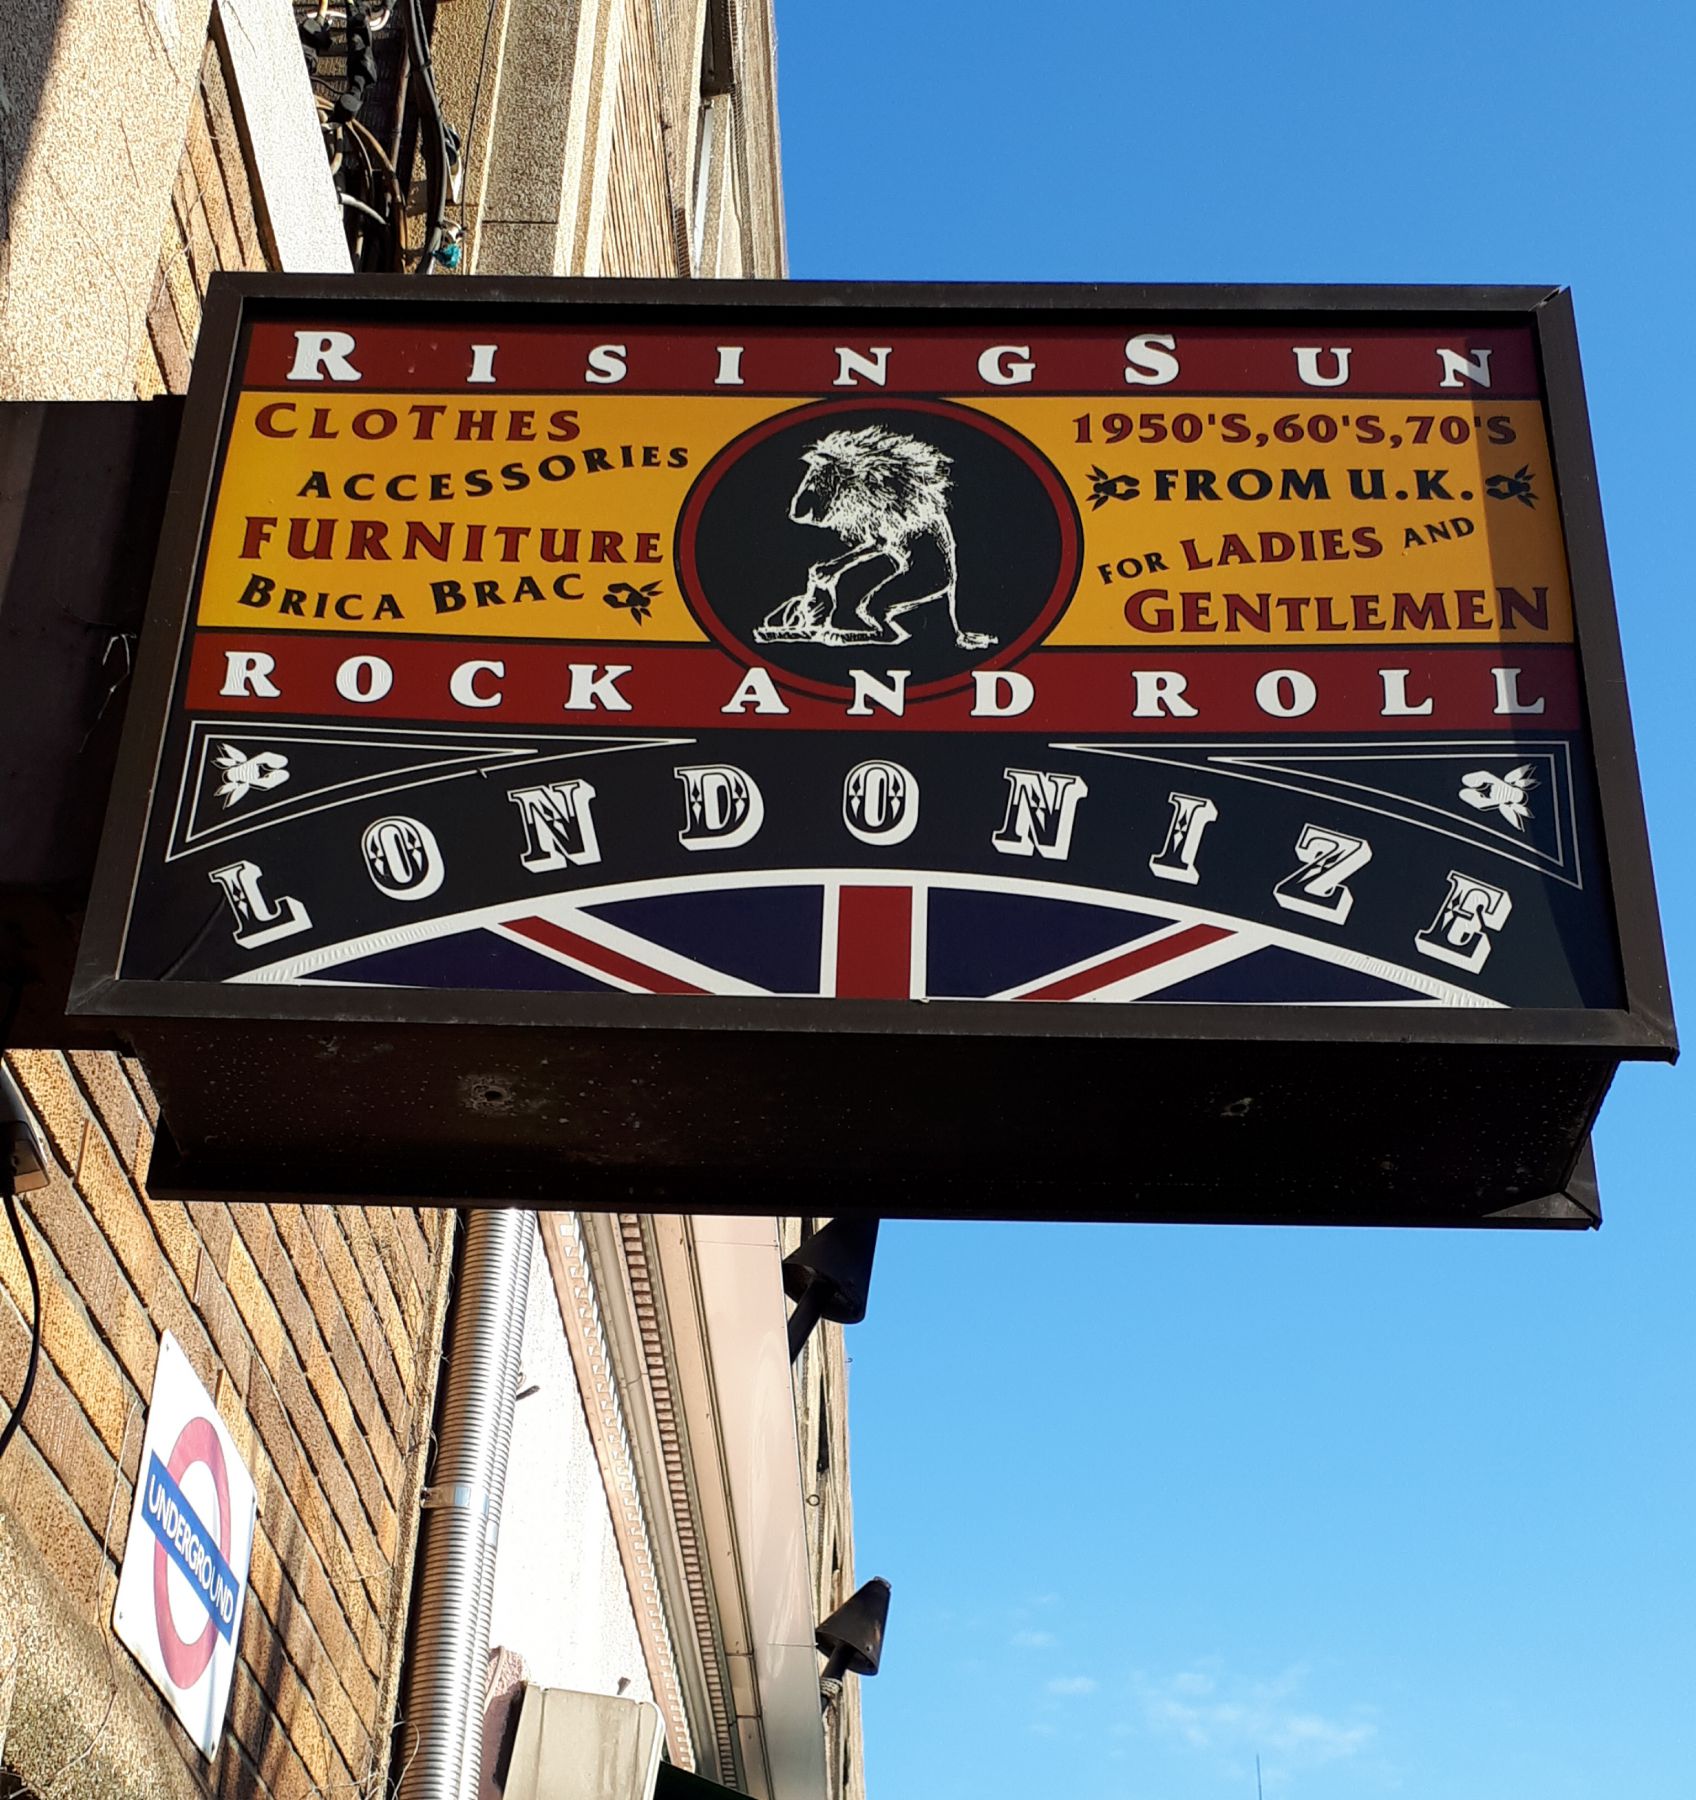 RISING SUN
CLOTHES
ACCESSORIES
FURNITURE
BRICA BRAC
1950'S,60'S,70'S
FROM U.K.
FOR LADIES AND
GENTLEMEN
ROCK AND ROLL
LONDONIZE
UNDERGROUND